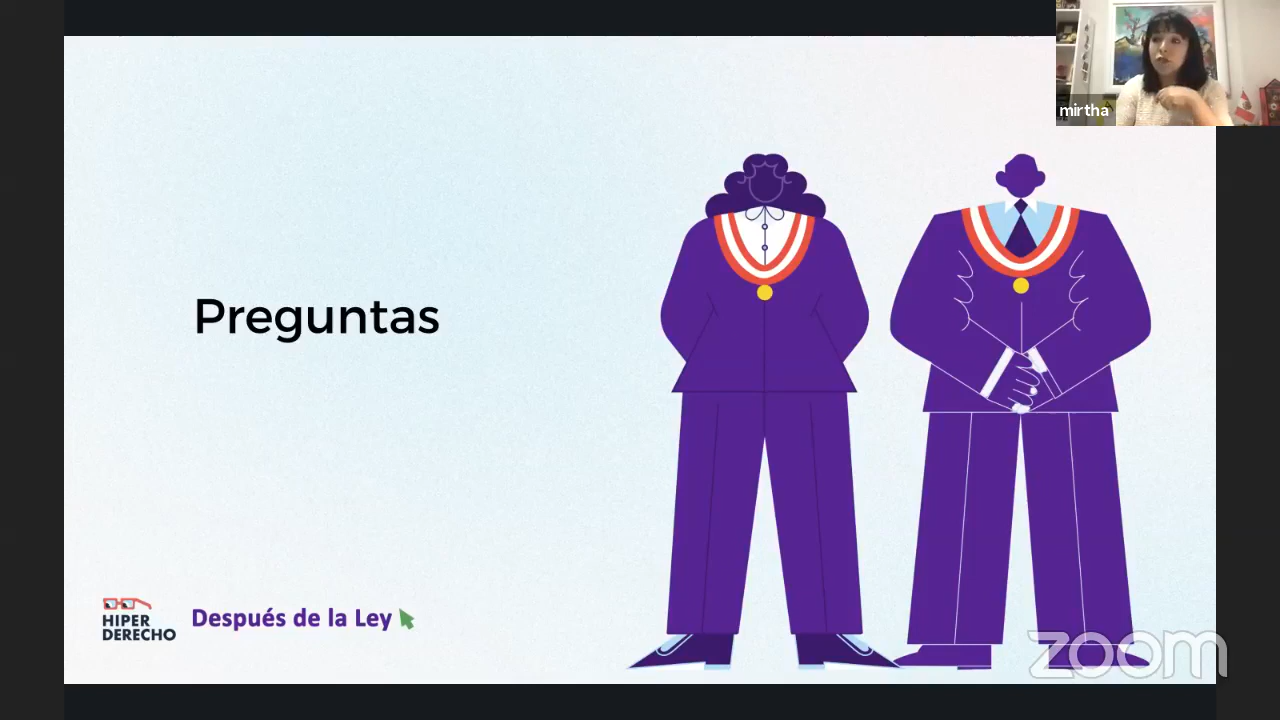 mirtha
Preguntas
HIPER
DERECHO
Después de la Ley
zoom